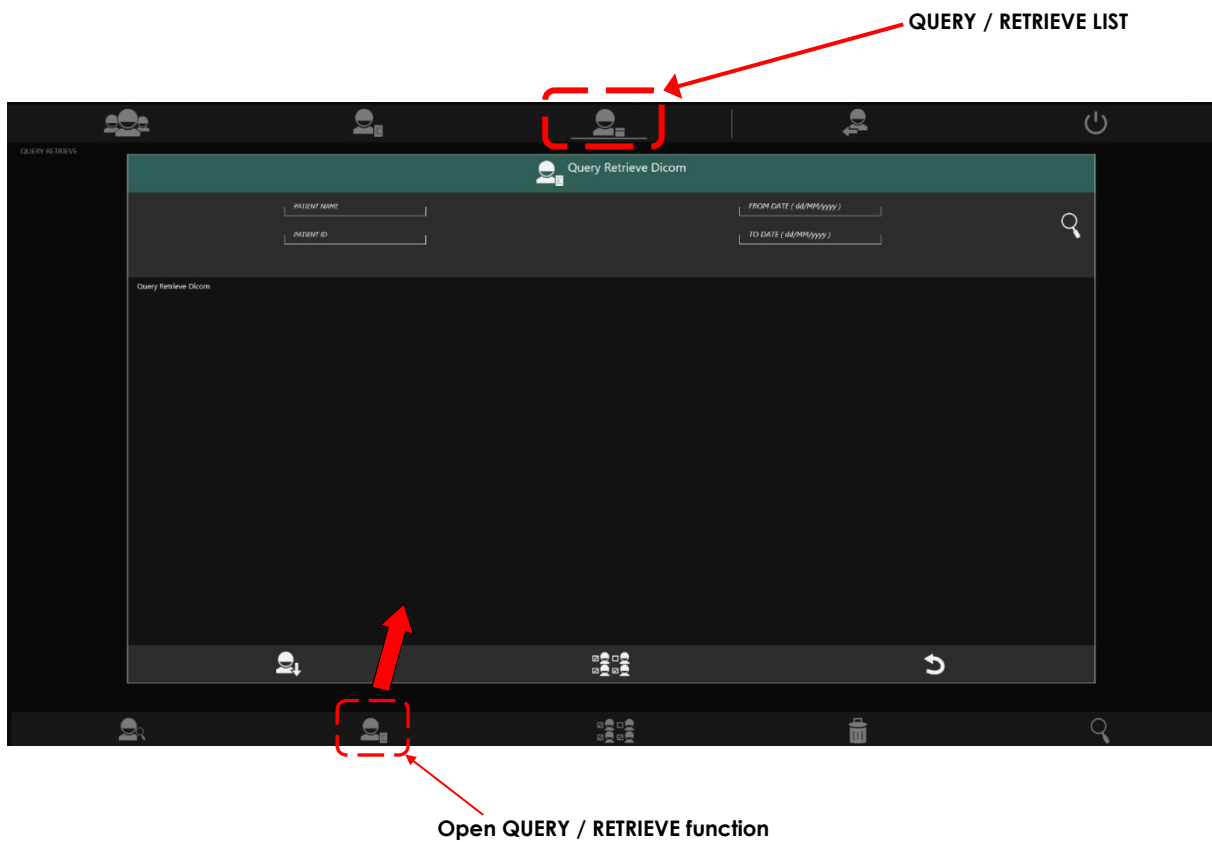 QUERY / RETRIEVE LIST
QUERY RETRIEVE
Query Retrieve Dicom
PATIENT NAME
FROM DATE ( dd/MM/yyyy )
PATIENT ID
TO DATE ( dd/MM/yyyy )
Query Retrieve Dicom
Open QUERY / RETRIEVE function